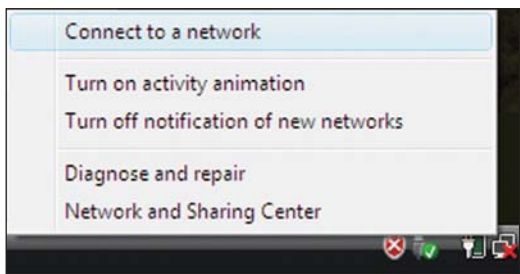 Connect to a network
Turn on activity animation
Turn off notification of new networks
Diagnose and repair
Network and Sharing Center